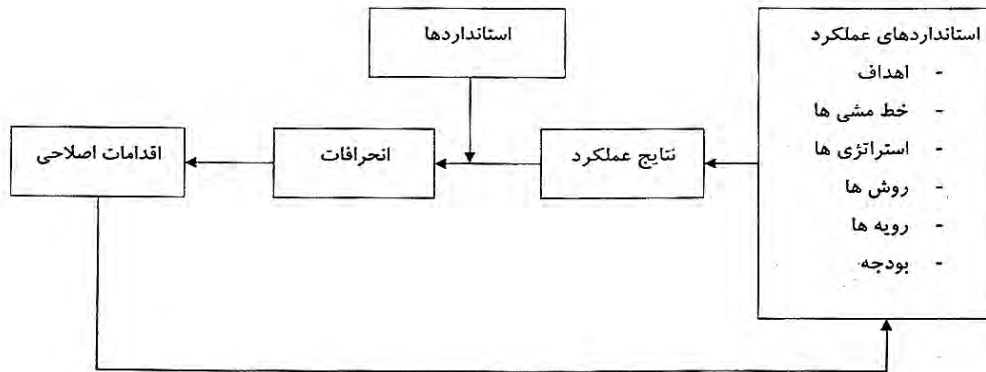 استانداردها
استانداردهای عملکرد
- اهداف
- خط مشی ها
- استراتژی ها
- روش ها
- رویه ها
- بودجه
نتایج عملکرد
انحرافات
اقدامات اصلاحی